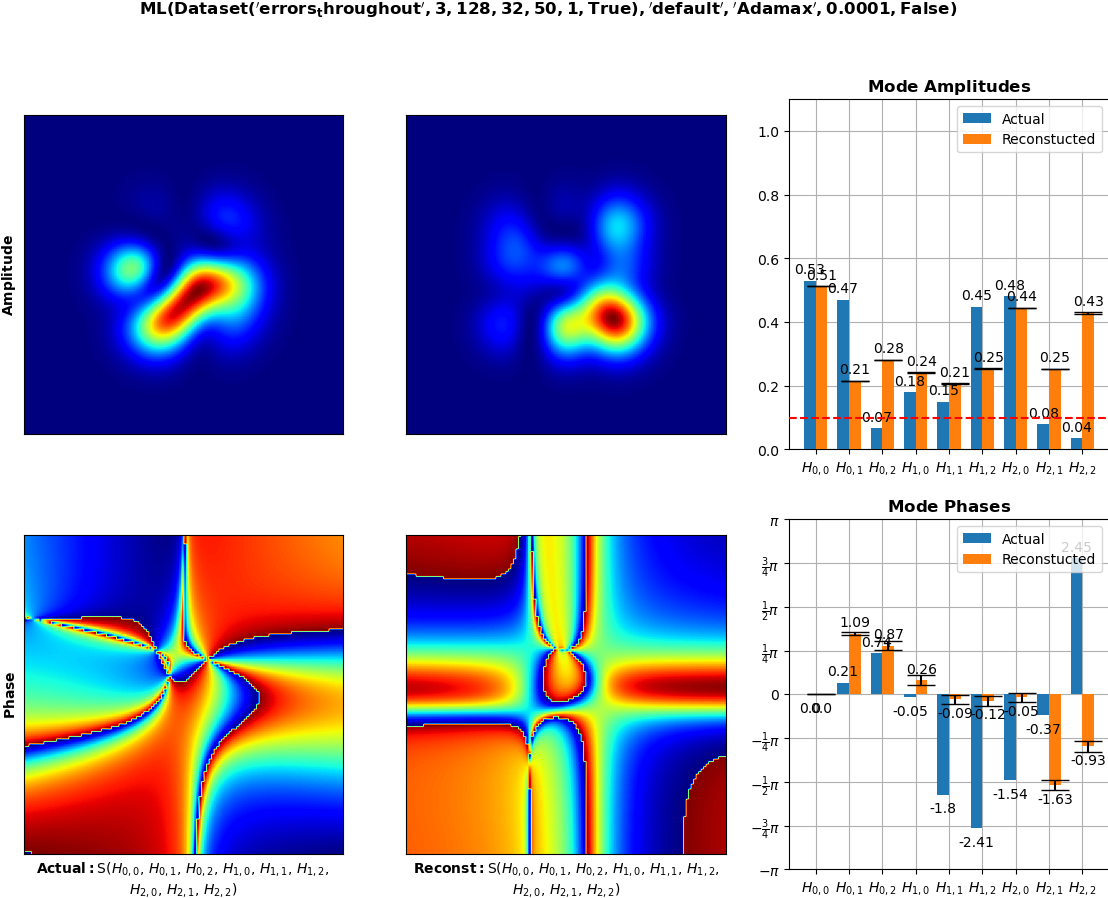 ML(Dataset('errors_throughout', 3, 128, 32, 50, 1, True), 'default', 'Adamax', 0.0001, False)
Amplitude
Mode Amplitudes
Actual
Reconstucted
1.0
0.8
0.6
0.4
0.2
0.0
0.53
0.51
0.47
0.21
0.07
0.28
0.18
0.24
0.15
0.21
0.45
0.25
0.48
0.44
0.08
0.25
0.04
0.43
H0,0 H0,1 H0,2 H1,0 H1,1 H1,2 H2,0 H2,1 H2,2
Phase
Actual: S(H0,0, H0,1, H0,2, H1,0, H1,1, H1,2,
H2,0, H2,1, H2,2)
Reconst: S(H0,0, H0,1, H0,2, H1,0, H1,1, H1,2,
H2,0, H2,1, H2,2)
Mode Phases
Actual
Reconstucted
π
3/4π
1/2π
1/4π
0
−1/4π
−1/2π
−3/4π
−π
0.0
0.0
0.21
1.09
0.74
0.87
-0.05
0.26
-1.8
-0.09
-2.41
-0.12
-1.54
-0.05
-0.37
-1.63
2.45
-0.93
H0,0 H0,1 H0,2 H1,0 H1,1 H1,2 H2,0 H2,1 H2,2